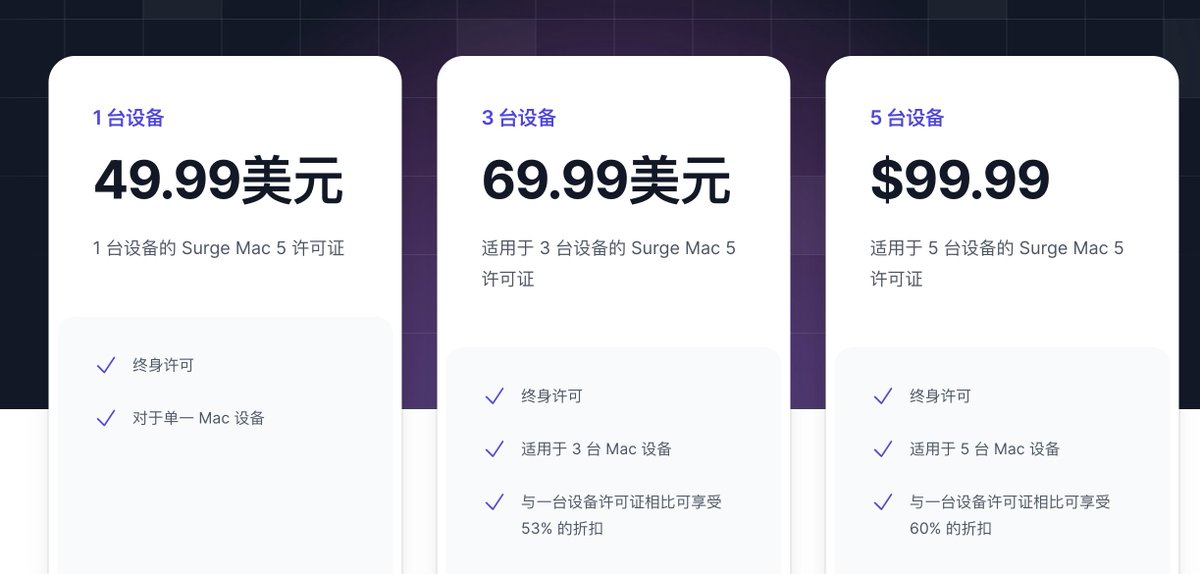 1 台设备
49.99美元
1 台设备的 Surge Mac 5 许可证
终身许可
对于单一 Mac 设备
3 台设备
69.99美元
适用于 3 台设备的 Surge Mac 5
许可证
终身许可
适用于 3 台 Mac 设备
与一台设备许可证相比可享受
53% 的折扣
5 台设备
$99.99
适用于 5 台设备的 Surge Mac 5
许可证
终身许可
适用于 5 台 Mac 设备
与一台设备许可证相比可享受
60% 的折扣